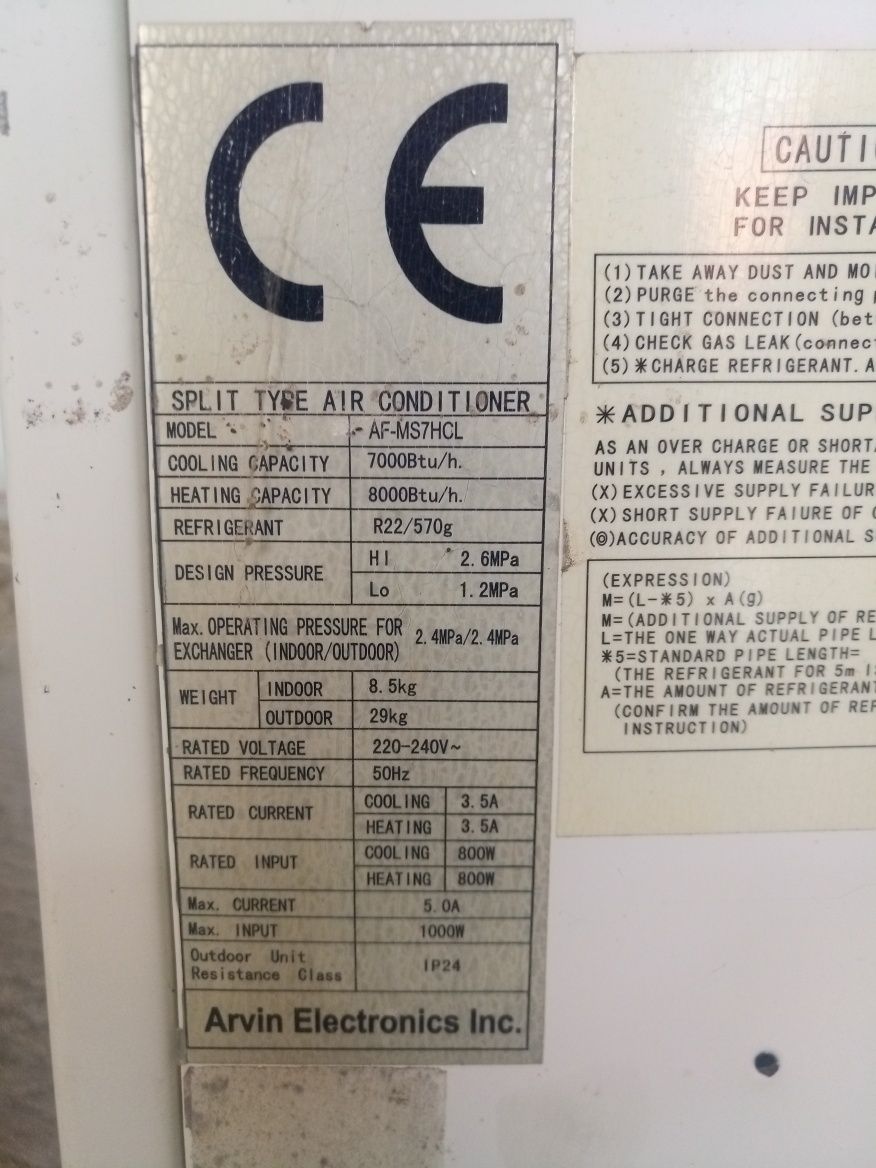 CE
SPLIT TYPE AIR CONDITIONER
MODEL AF-MS7HCL
COOLING CAPACITY 7000Btu/h.
HEATING CAPACITY 8000Btu/h.
REFRIGERANT R22/570g
DESIGN PRESSURE HI 2.6MPa
Lo 1.2MPa
Max. OPERATING PRESSURE FOR
EXCHANGER (INDOOR/OUTDOOR) 2.4MPa/2.4MPa
WEIGHT INDOOR 8.5kg
OUTDOOR 29kg
RATED VOLTAGE 220-240V~
RATED FREQUENCY 50Hz
RATED CURRENT COOLING 3.5A
HEATING 3.5A
RATED INPUT COOLING 800W
HEATING 800W
Max. CURRENT 5.0A
Max. INPUT 1000W
Outdoor Unit
Resistance Class IP24
Arvin Electronics Inc.
CAUTI
KEEP IMP
FOR INSTA
(1) TAKE AWAY DUST AND MO
(2) PURGE the connecting
(3) TIGHT CONNECTION (bet
(4) CHECK GAS LEAK (connect
(5) *CHARGE REFRIGERANT. A
*ADDITIONAL SUP
AS AN OVER CHARGE OR SHORT
UNITS , ALWAYS MEASURE THE
(X) EXCESSIVE SUPPLY FAILUR
(X) SHORT SUPPLY FAIURE OF
(◎)ACCURACY OF ADDITIONAL S
(EXPRESSION)
M=(L-*5) x A(g)
M=(ADDITIONAL SUPPLY OF RE
L=THE ONE WAY ACTUAL PIPE L
*5=STANDARD PIPE LENGTH=
(THE REFRIGERANT FOR 5m I
A=THE AMOUNT OF REFRIGERANT
(CONFIRM THE AMOUNT OF REF
INSTRUCTION)